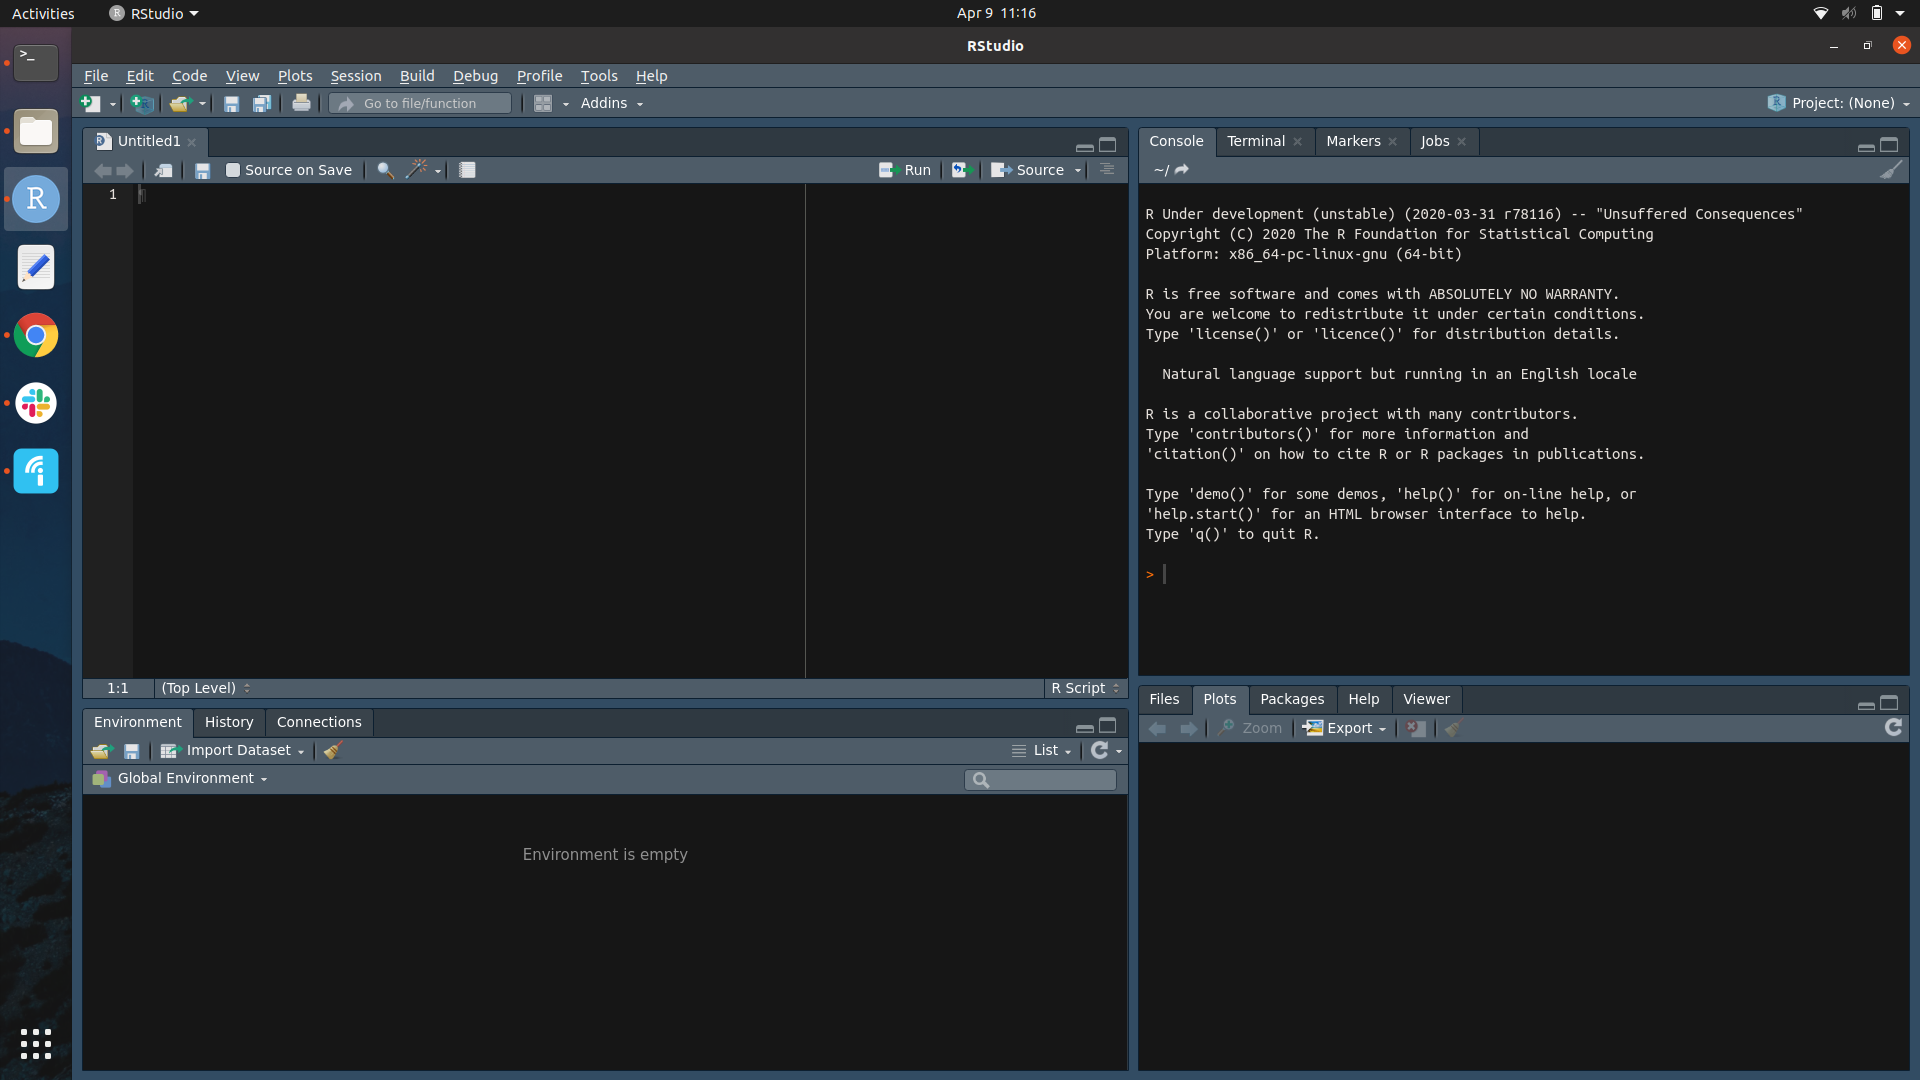 Activities RStudio Apr 9 11:16
RStudio
File Edit Code View Plots Session Build Debug Profile Tools Help
Go to file/function Addins Project: (None)
Untitled1
Source on Save Run Source
1
1:1 (Top Level) R Script
Environment History Connections
Import Dataset List
Global Environment
Environment is empty
Console Terminal Markers Jobs
~/
R Under development (unstable) (2020-03-31 r78116) -- "Unsuffered Consequences"
Copyright (C) 2020 The R Foundation for Statistical Computing
Platform: x86_64-pc-linux-gnu (64-bit)
R is free software and comes with ABSOLUTELY NO WARRANTY.
You are welcome to redistribute it under certain conditions.
Type 'license()' or 'licence()' for distribution details.
Natural language support but running in an English locale
R is a collaborative project with many contributors.
Type 'contributors()' for more information and
'citation()' on how to cite R or R packages in publications.
Type 'demo()' for some demos, 'help()' for on-line help, or
'help.start()' for an HTML browser interface to help.
Type 'q()' to quit R.
>
Files Plots Packages Help Viewer
Zoom Export